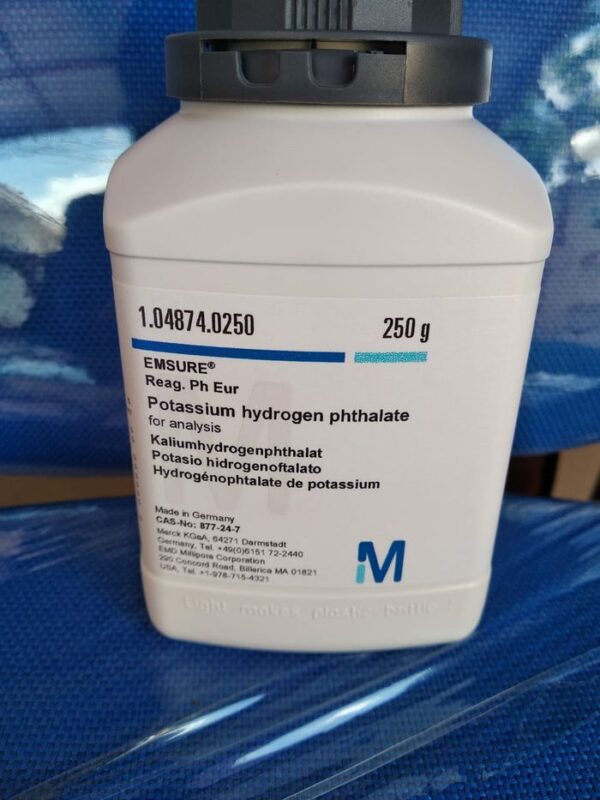 1.04874.0250 250 g
EMSURE®
Reag. Ph Eur
Potassium hydrogen phthalate
for analysis
Kaliumhydrogenphthalat
Potasio hidrogenoftalato
Hydrogénophtalate de potassium
Made in Germany
CAS-No: 877-24-7
Merck KGaA, 64271 Darmstadt
Germany, Tel. +49(0)6151 72-2440
EMD Millipore Corporation
290 Concord Road, Billerica MA 01821
USA, Tel. +1-978-715-4321
M
Light makes plastic brittle